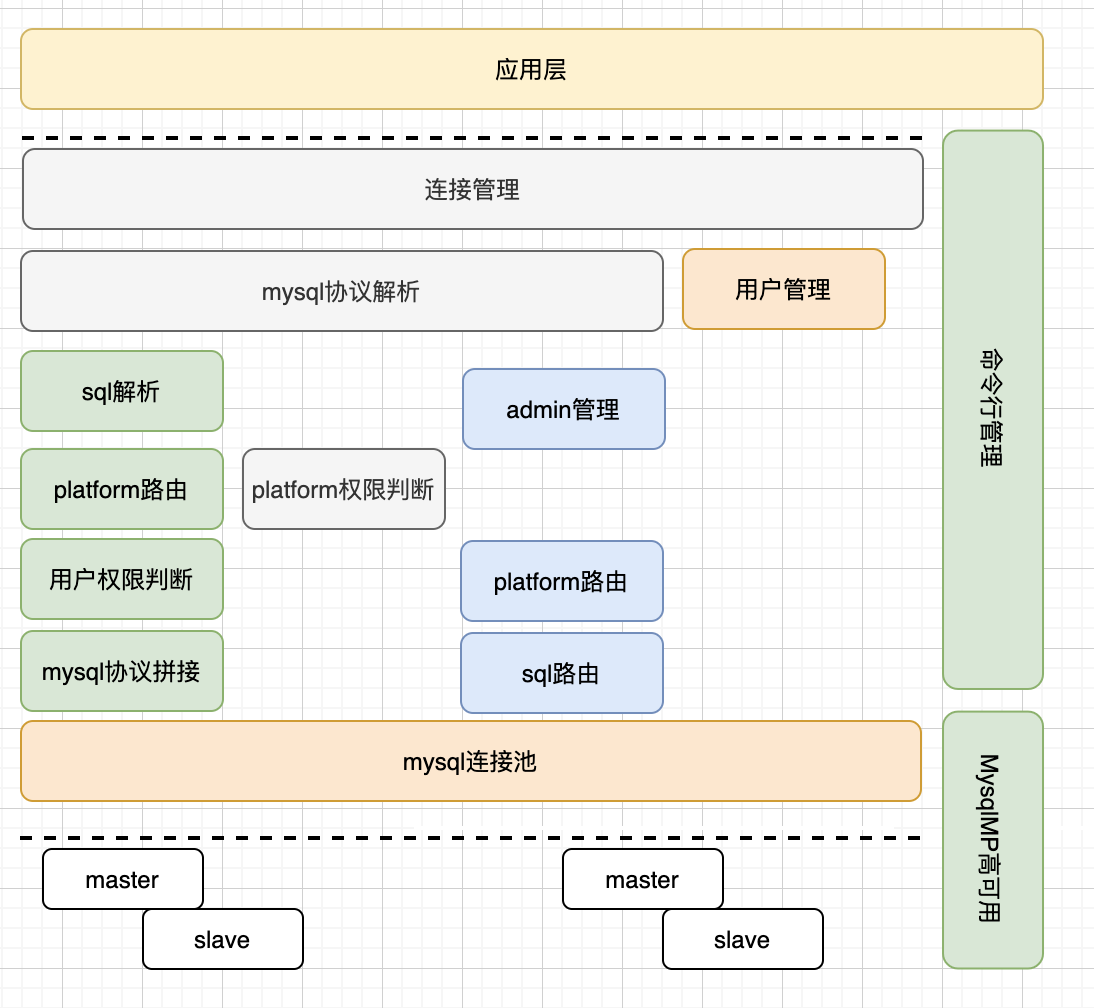 应用层
连接管理
mysql协议解析
用户管理
命令行管理
sql解析
admin管理
platform路由
platform权限判断
用户权限判断
platform路由
mysql协议拼接
sql路由
mysql连接池
MysqlMP高可用
master
master
slave
slave